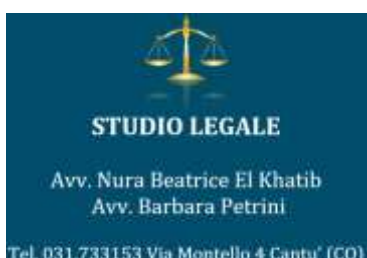 STUDIO LEGALE
Avv. Nura Beatrice El Khatib
Avv. Barbara Petrini
Tel. 031 733153 Via Montello 4 Cantu' (CO)